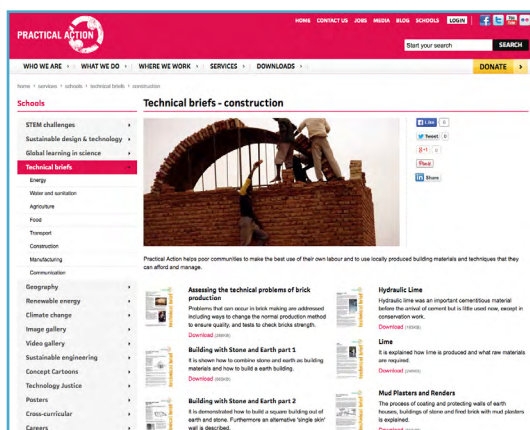 HOME CONTACT US JOBS MEDIA BLOG SCHOOLS LOGIN
PRACTICAL ACTION
Start your search SEARCH
WHO WE ARE WHAT WE DO WHERE WE WORK SERVICES DOWNLOADS DONATE
home services schools technical briefs construction
Schools
STEM challenges
Sustainable design & technology
Global learning in science
Technical briefs
Energy
Water and sanitation
Agriculture
Food
Transport
Construction
Manufacturing
Communication
Geography
Renewable energy
Climate change
Image gallery
Video gallery
Sustainable engineering
Concept Cartoons
Technology Justice
Posters
Cross-curricular
Careers
Technical briefs - construction
Like 0
Tweet 0
+1 0
Pin it
Share
Practical Action helps poor communities to make the best use of their own labour and to use locally produced building materials and techniques that they
can afford and manage.
Assessing the technical problems of brick
production
Problems that can occur in brick making are addressed
including ways to change the normal production method
to ensure quality, and tests to check bricks strength.
Download
Building with Stone and Earth part 1
It is shown how to combine stone and earth as building
materials and how to build a earth building.
Download
Building with Stone and Earth part 2
It is demonstrated how to build a square building out of
earth and stone. Furthermore an alternative 'single skin'
wall is described.
Hydraulic Lime
Hydraulic lime was an important cementitious material
before the arrival of cement but is little used now, except in
conservation work.
Download
Lime
It is explained how lime is produced and what raw materials
are required.
Download
Mud Plasters and Renders
The process of coating and protecting walls of earth
houses, buildings of stone and fired brick with mud plasters
is explained.